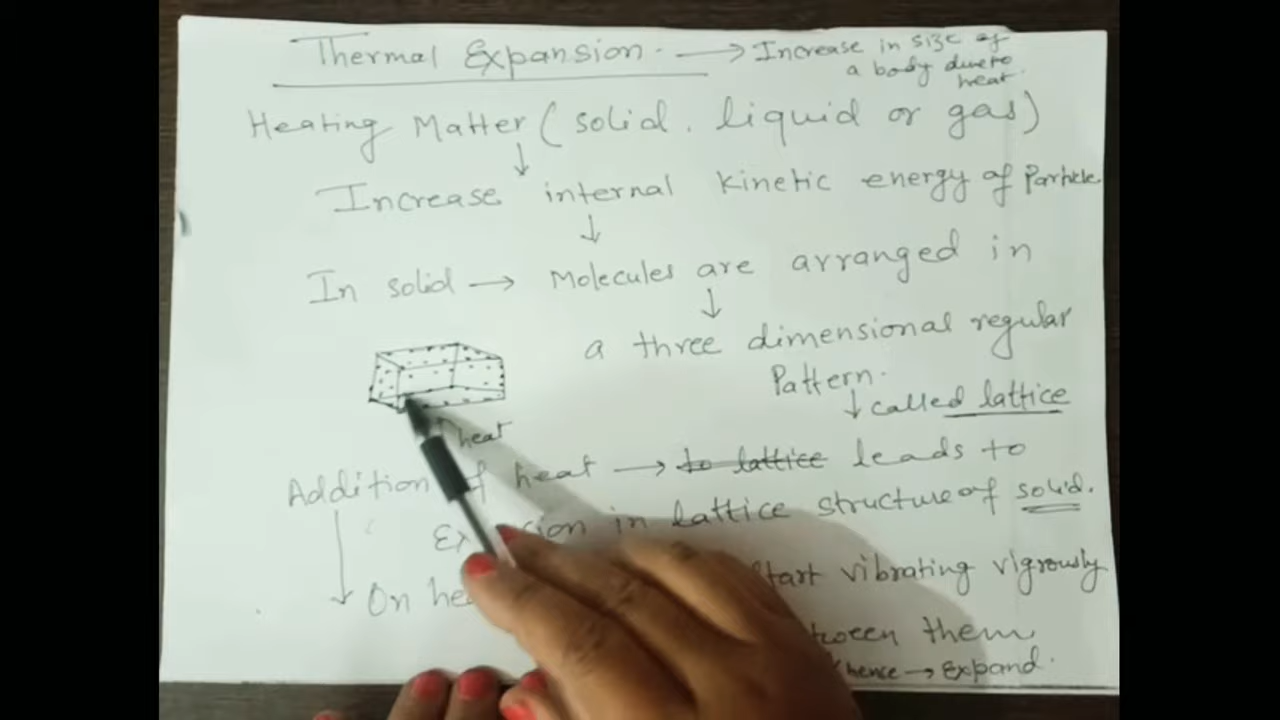 Thermal Expansion. → Increase in size of
a body due to
heat.
Heating Matter (solid, liquid or gas)
↓
Increase internal kinetic energy of Particle
↓
In solid → Molecules are arranged in
↓
a three dimensional regular
Pattern.
↓ called lattice
heat
Addition of heat → to lattice leads to
in lattice structure of solid.
On
start vibrating vigrously
them
hence → Expand.